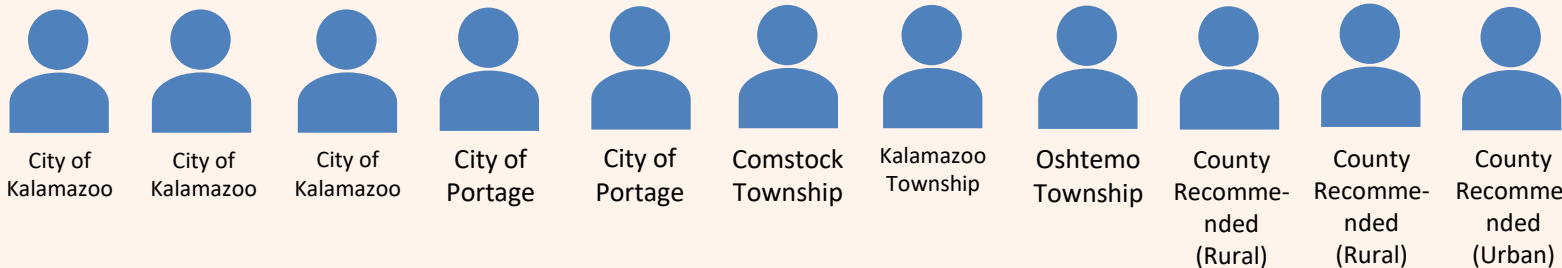 City of
Kalamazoo
City of
Kalamazoo
City of
Kalamazoo
City of
Portage
City of
Portage
Comstock
Township
Kalamazoo
Township
Oshtemo
Township
County
Recomme-
nded
(Rural)
County
Recomme-
nded
(Rural)
County
Recomme
nded
(Urban)